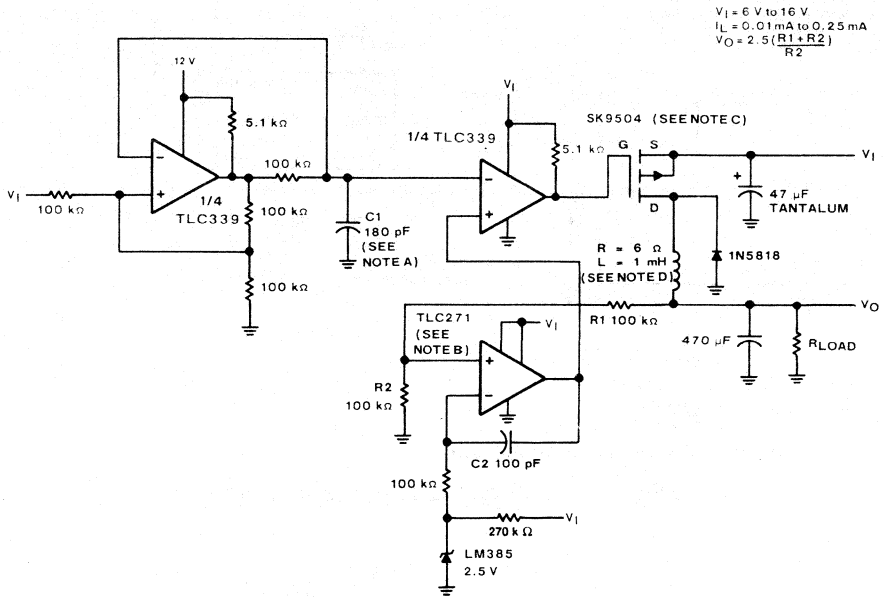 V_I = 6 V to 16 V
I_L = 0.01 mA to 0.25 mA
V_O = 2.5 (R1 + R2)
R2
12 V
5.1 kΩ
100 kΩ
V_I
100 kΩ
1/4
TLC339
100 kΩ
100 kΩ
C1
180 pF
(SEE
NOTE A)
V_I
1/4 TLC339
5.1 kΩ
SK9504 (SEE NOTE C)
G
S
D
V_I
+
47 µF
TANTALUM
R = 6 Ω
L = 1 mH
(SEE NOTE D)
1N5818
R1 100 kΩ
V_O
470 µF
R_LOAD
TLC271
(SEE
NOTE B)
V_I
R2
100 kΩ
C2 100 pF
100 kΩ
270 k Ω
V_I
LM385
2.5 V